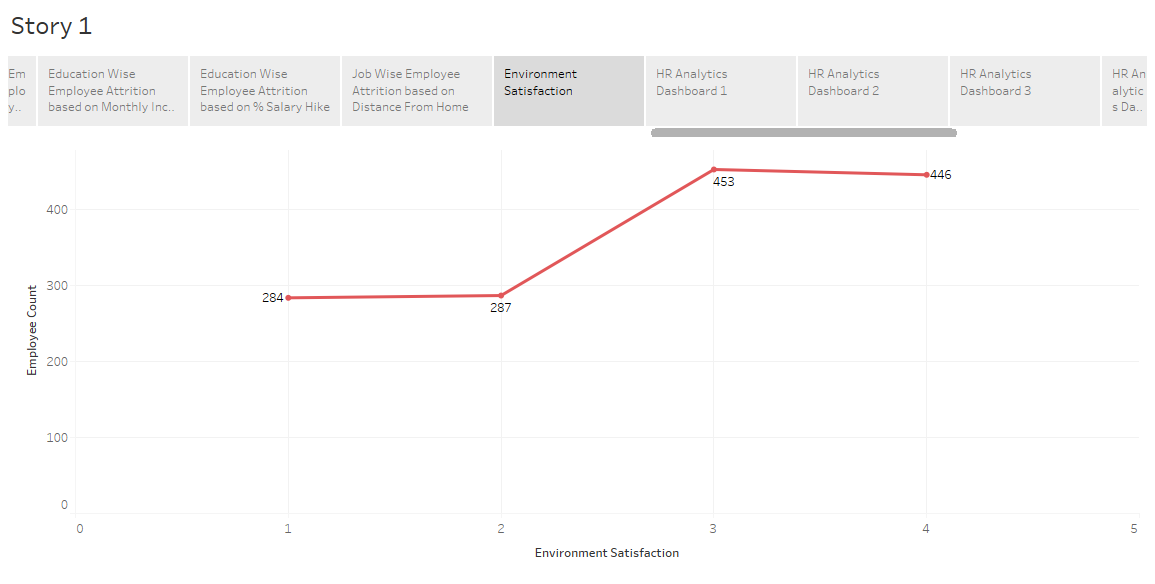 Story 1
Em
plo
y..
Education Wise
Employee Attrition
based on Monthly Inc..
Education Wise
Employee Attrition
based on % Salary Hike
Job Wise Employee
Attrition based on
Distance From Home
Environment
Satisfaction
HR Analytics
Dashboard 1
HR Analytics
Dashboard 2
HR Analytics
Dashboard 3
HR An
alytic
s Da..
Employee Count
400
300
200
100
0
284
287
453
446
0
1
2
3
4
5
Environment Satisfaction